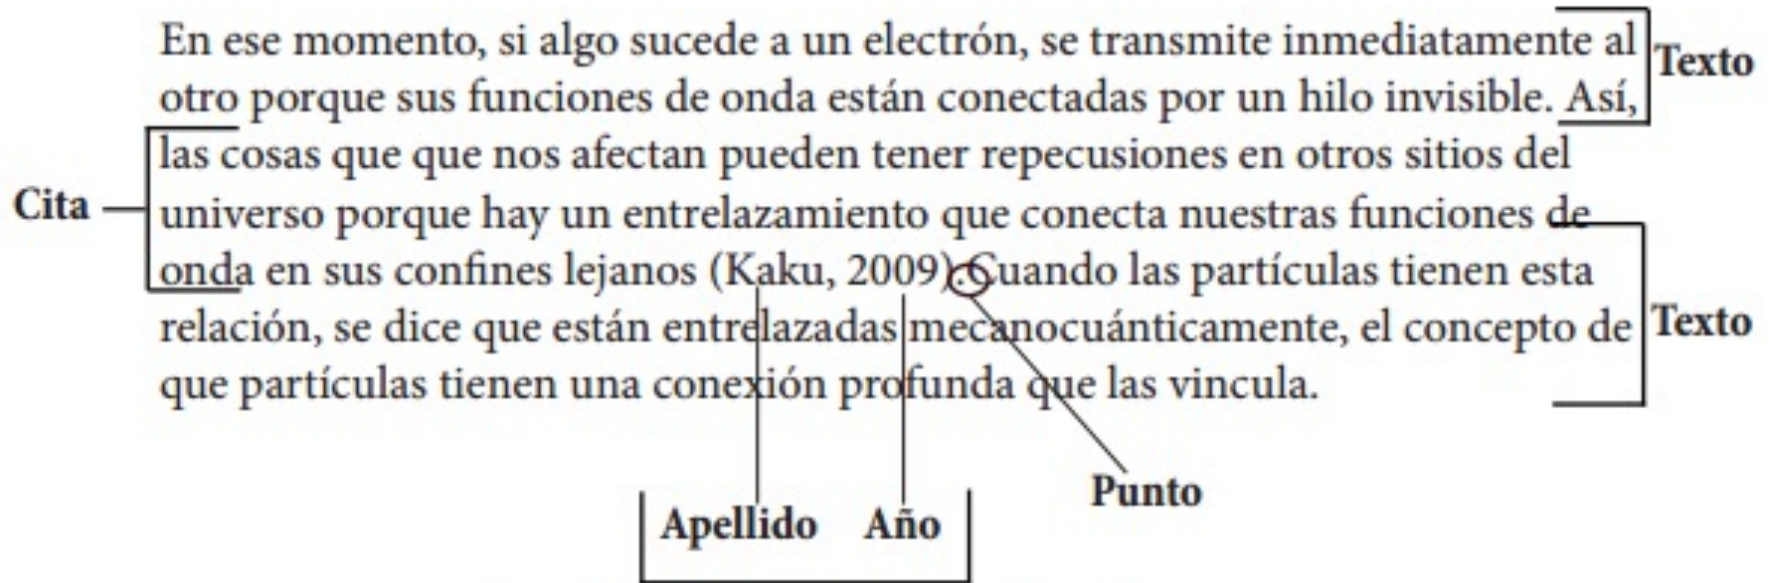 En ese momento, si algo sucede a un electrón, se transmite inmediatamente al
Texto
otro porque sus funciones de onda están conectadas por un hilo invisible. Así,
las cosas que que nos afectan pueden tener repecusiones en otros sitios del
Cita
universo porque hay un entrelazamiento que conecta nuestras funciones de
onda en sus confines lejanos (Kaku, 2009).Cuando las partículas tienen esta
relación, se dice que están entrelazadas mecanocuánticamente, el concepto de
Texto
que partículas tienen una conexión profunda que las vincula.
Punto
Apellido Año